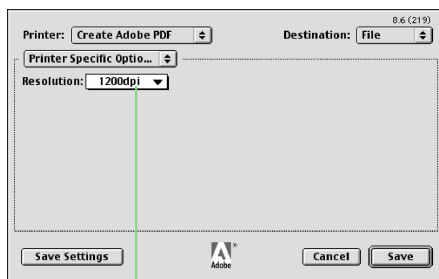 8.6 (219)
Printer: Create Adobe PDF Destination: File
Printer Specific Optio...
Resolution: 1200dpi
Save Settings Adobe Cancel Save